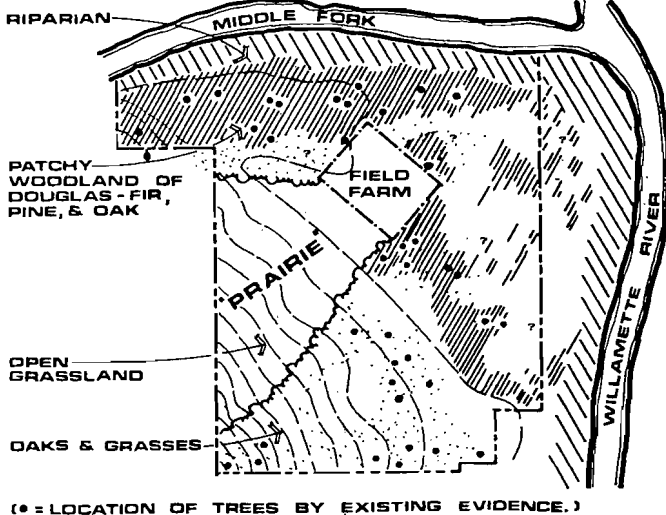 RIPARIAN
MIDDLE FORK
PATCHY
WOODLAND OF
DOUGLAS-FIR,
PINE, & OAK
?
?
FIELD
FARM
"PRAIRIE"
?
?
OPEN
GRASSLAND
OAKS & GRASSES
WILLAMETTE RIVER
(● = LOCATION OF TREES BY EXISTING EVIDENCE.)